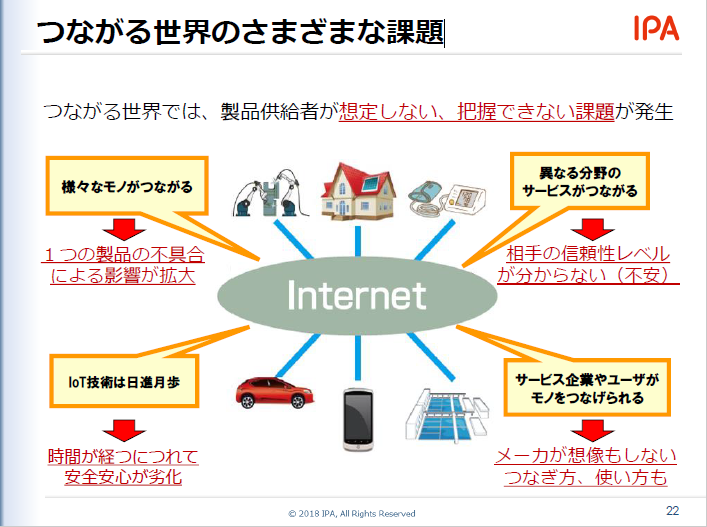 つながる世界のさまざまな課題
IPA
つながる世界では、製品供給者が想定しない、把握できない課題が発生
様々なモノがつながる
１つの製品の不具合
による影響が拡大
異なる分野の
サービスがつながる
相手の信頼性レベル
が分からない（不安）
Internet
IoT技術は日進月歩
時間が経つにつれて
安全安心が劣化
サービス企業やユーザが
モノをつなげられる
メーカが想像もしない
つなぎ方、使い方も
© 2018 IPA, All Rights Reserved
22